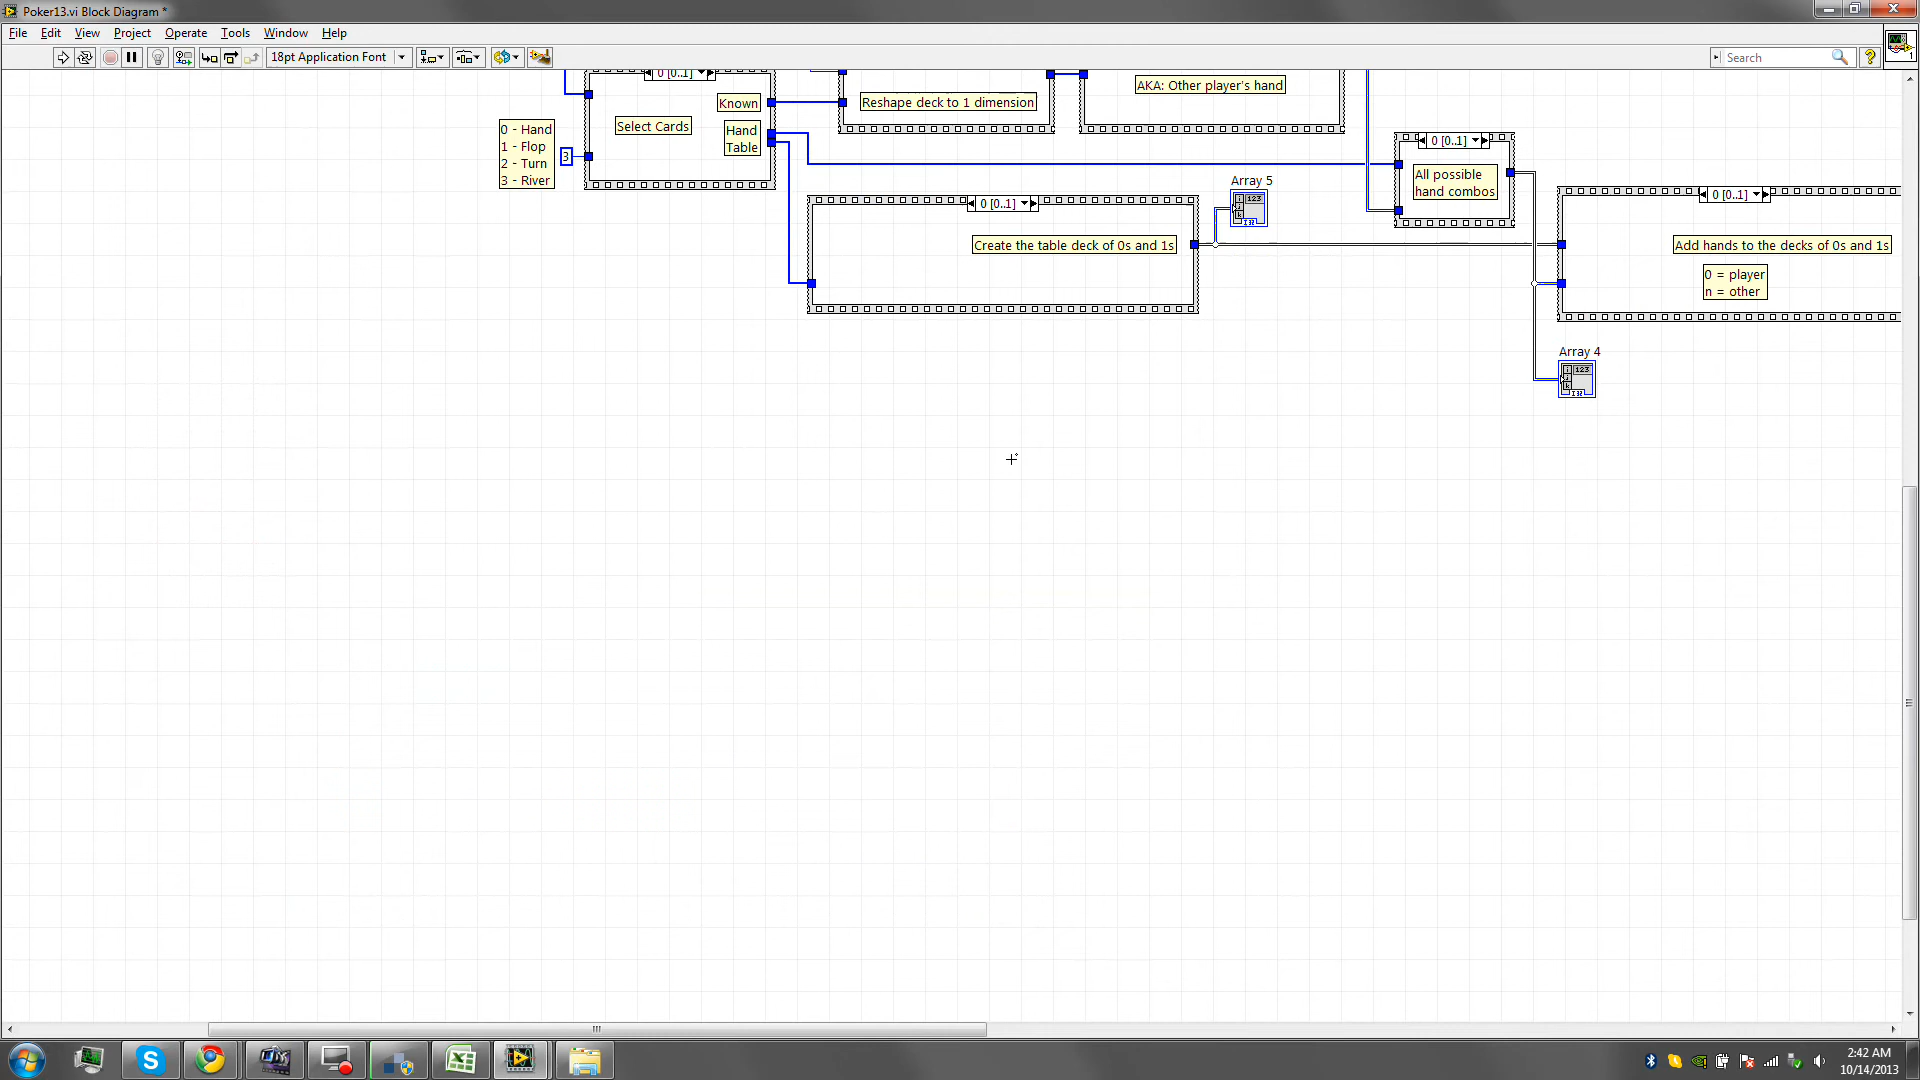 Poker13.vi Block Diagram *
File Edit View Project Operate Tools Window Help
18pt Application Font
Search
0 [0..1]
AKA: Other player's hand
Known
Reshape deck to 1 dimension
0 - Hand
1 - Flop
2 - Turn
3 - River
3
Select Cards
Hand
Table
0 [0..1]
All possible
hand combos
Array 5
123
0 [0..1]
Create the table deck of 0s and 1s
0 [0..1]
Add hands to the decks of 0s and 1s
0 = player
n = other
Array 4
123
2:42 AM
10/14/2013